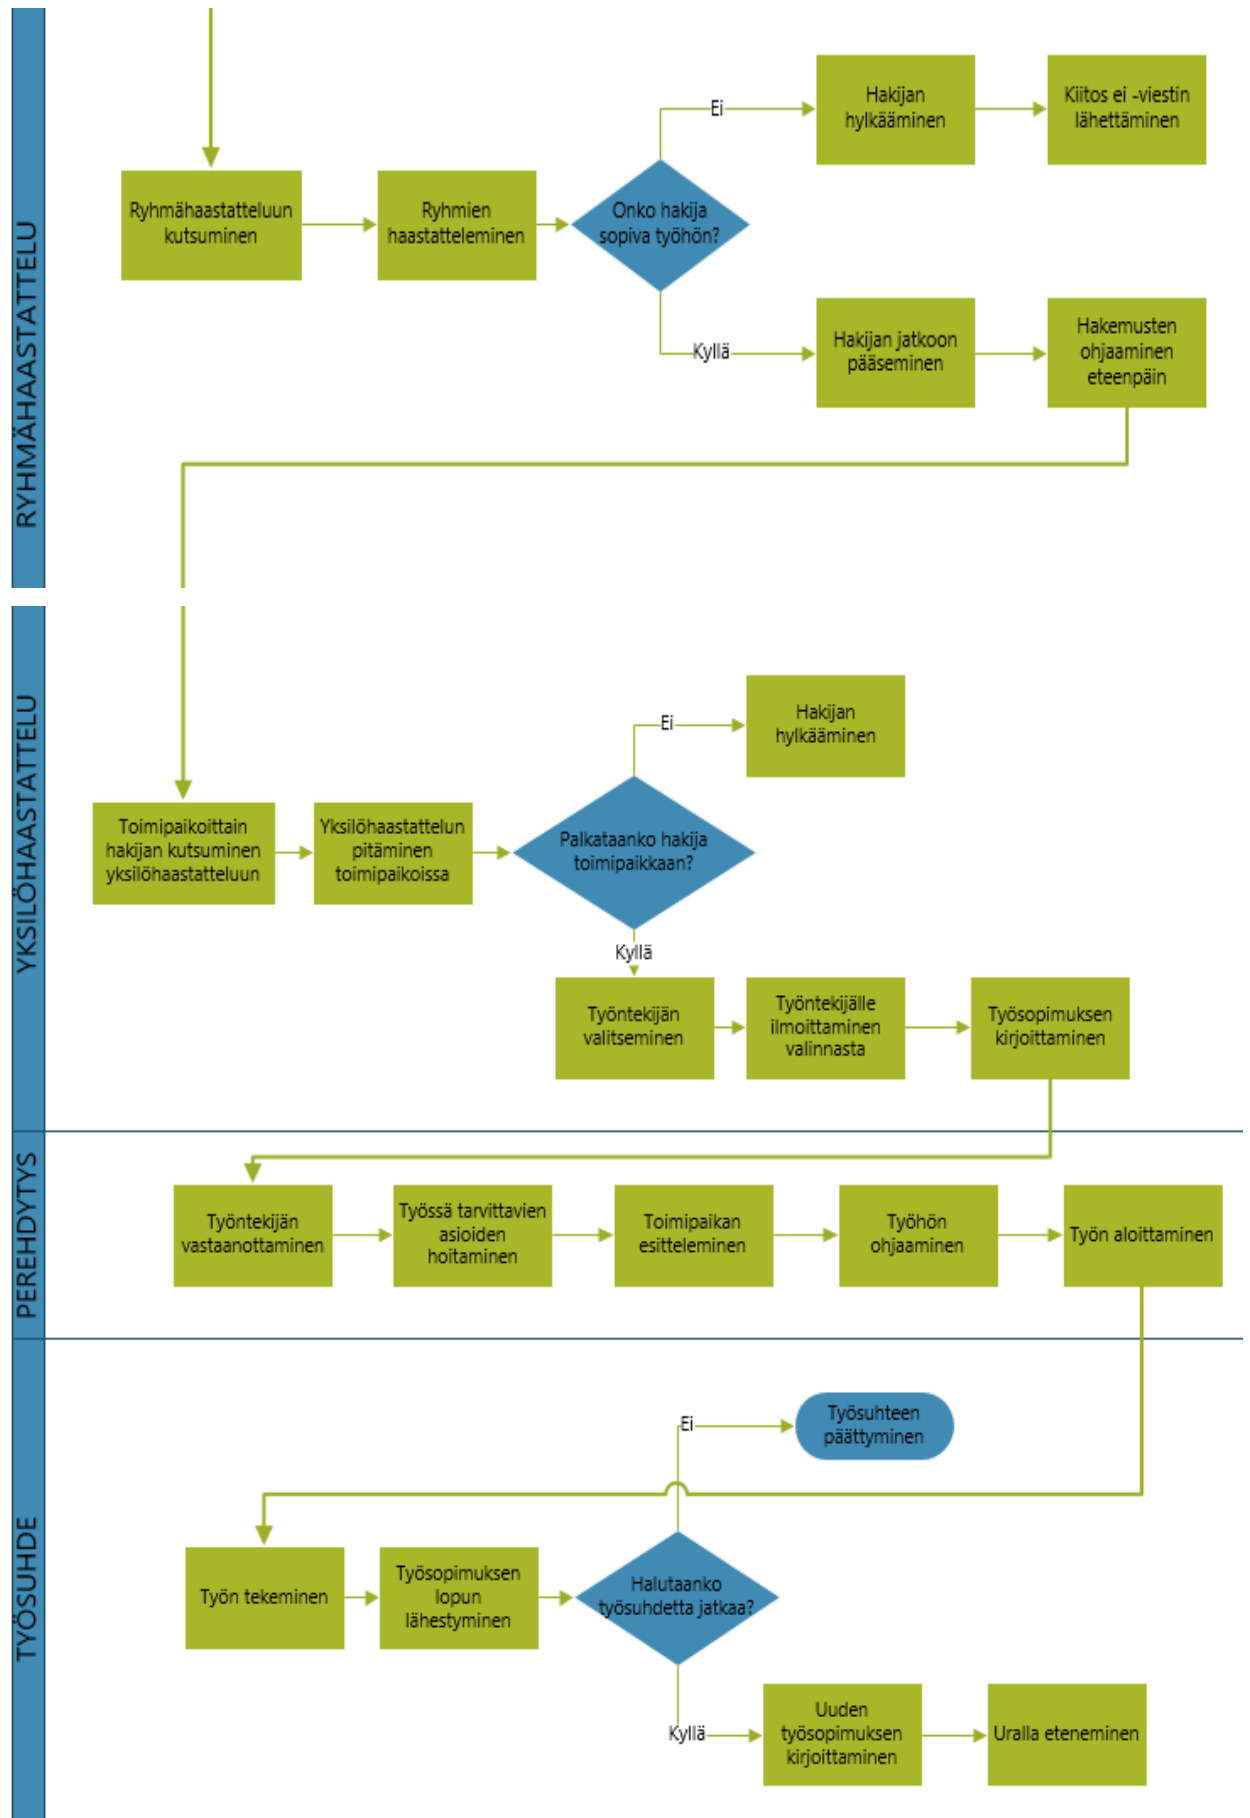 RYHMÄHAASTATTELU
Ei
Hakijan
hylkääminen
Kiitos ei -viestin
lähettäminen
Ryhmähaastatteluun
kutsuminen
Ryhmien
haastatteleminen
Onko hakija
sopiva työhön?
Kyllä
Hakijan jatkoon
pääseminen
Hakemusten
ohjaaminen
eteenpäin
YKSILÖHAASTATTELU
Ei
Hakijan
hylkääminen
Toimipaikoittain
hakijan kutsuminen
yksilöhaastatteluun
Yksilöhaastattelun
pitäminen
toimipaikoissa
Palkataanko hakija
toimipaikkaan?
Kyllä
Työntekijän
valitseminen
Työntekijälle
ilmoittaminen
valinnasta
Työsopimuksen
kirjoittaminen
PEREHDYTYS
Työntekijän
vastaanottaminen
Työssä tarvittavien
asioiden
hoitaminen
Toimipaikan
esitteleminen
Työhön
ohjaaminen
Työn aloittaminen
TYÖSUHDE
Ei
Työsuhteen
päättyminen
Työn tekeminen
Työsopimuksen
lopun
lähestyminen
Halutaanko
työsuhdetta jatkaa?
Kyllä
Uuden
työsopimuksen
kirjoittaminen
Uralla eteneminen